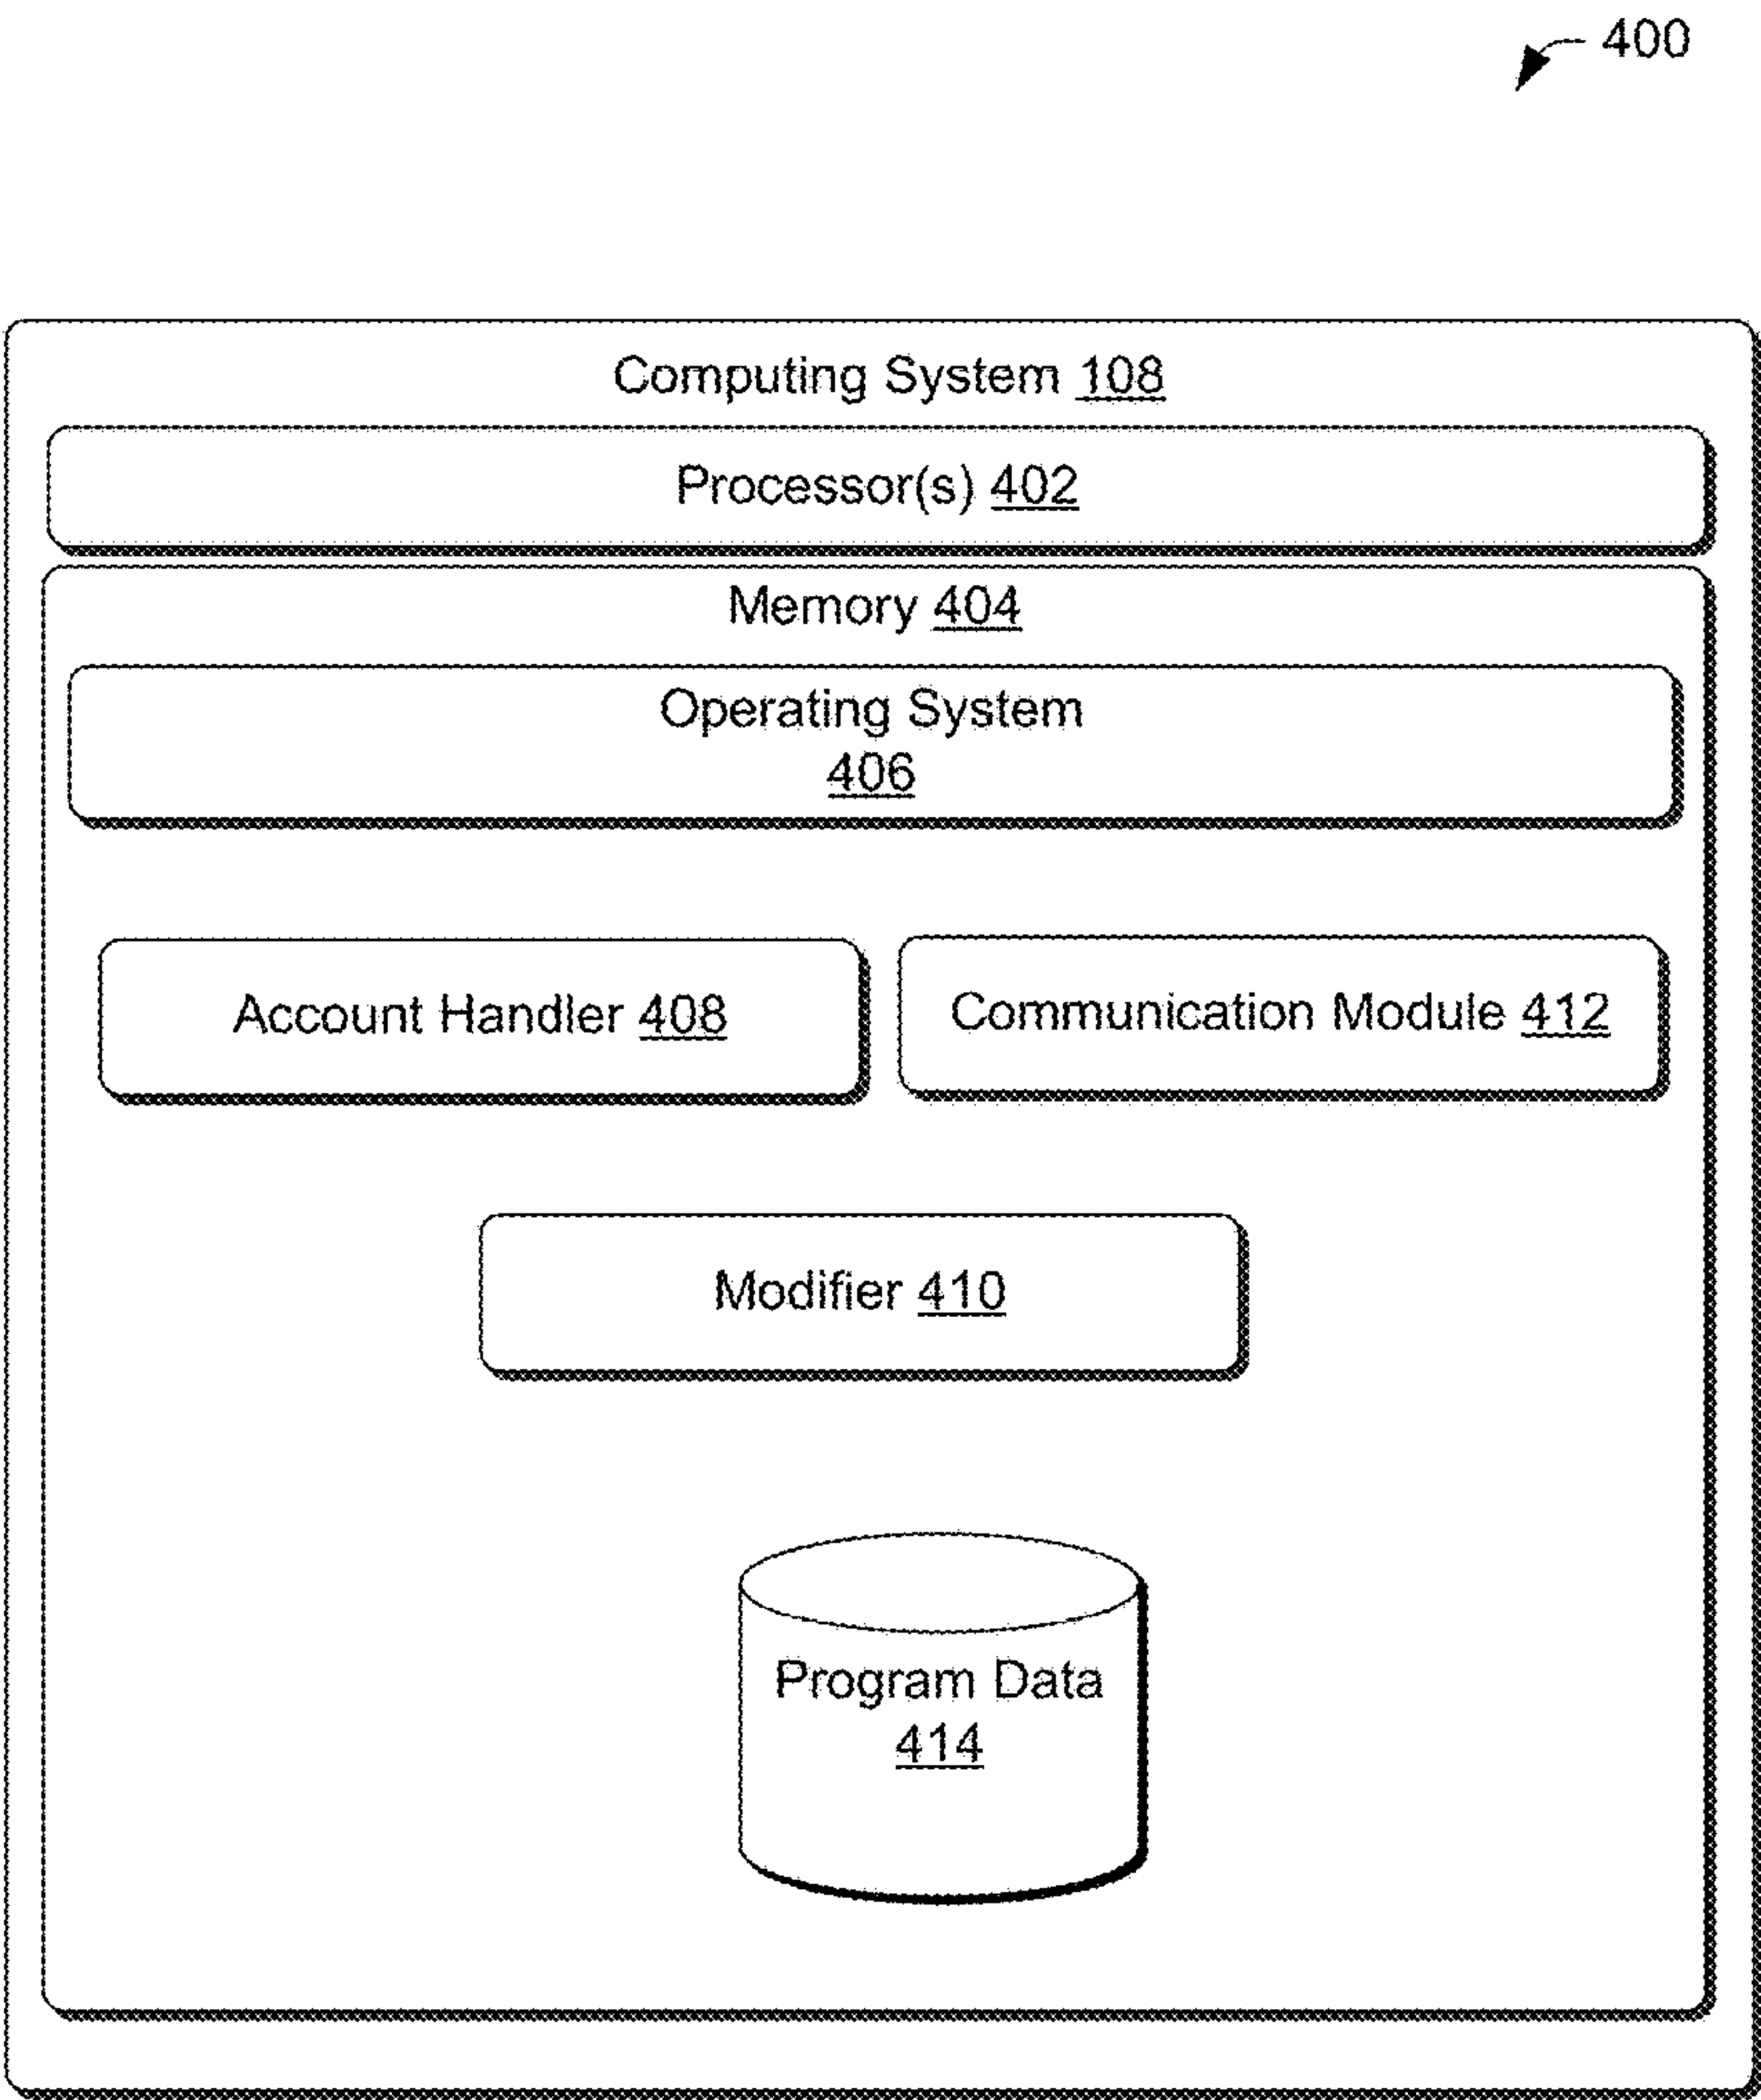 400
Computing System 108
Processor(s) 402
Memory 404
Operating System
406
Account Handler 408
Communication Module 412
Modifier 410
Program Data
414